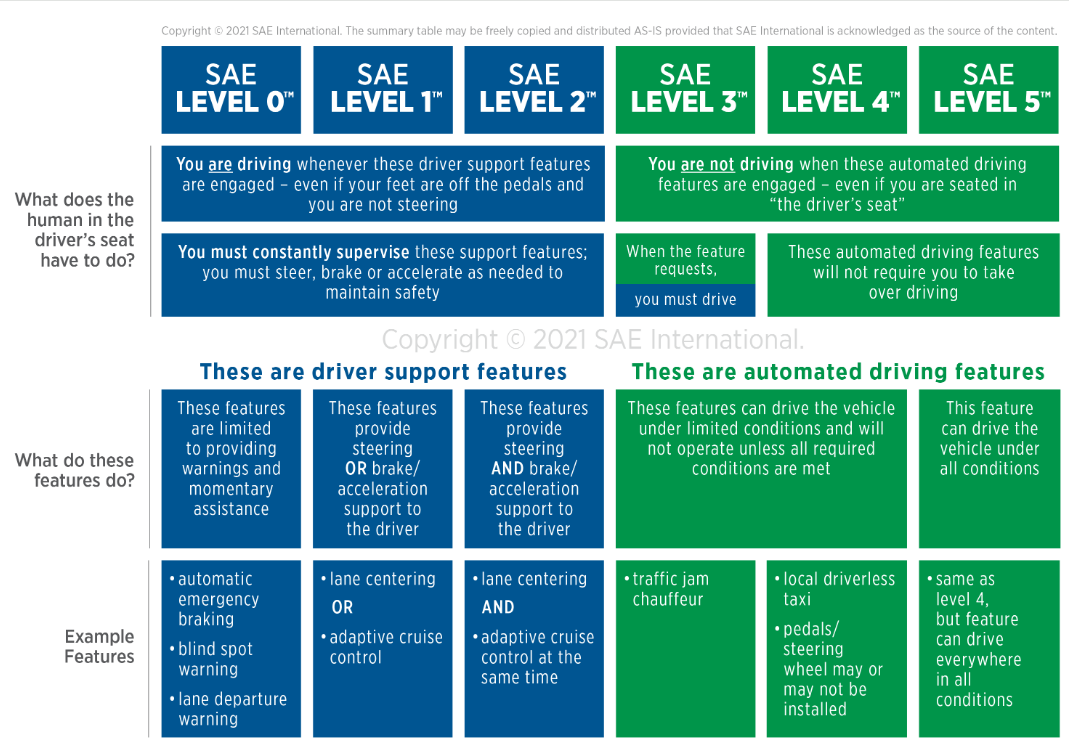 Copyright © 2021 SAE International. The summary table may be freely copied and distributed AS-IS provided that SAE International is acknowledged as the source of the content.
SAE
LEVEL 0™
SAE
LEVEL 1™
SAE
LEVEL 2™
SAE
LEVEL 3™
SAE
LEVEL 4™
SAE
LEVEL 5™
What does the
human in the
driver's seat
have to do?
You are driving whenever these driver support features
are engaged – even if your feet are off the pedals and
you are not steering
You are not driving when these automated driving
features are engaged – even if you are seated in
“the driver's seat”
You must constantly supervise these support features;
you must steer, brake or accelerate as needed to
maintain safety
When the feature
requests,
you must drive
These automated driving features
will not require you to take
over driving
Copyright © 2021 SAE International.
These are driver support features
These are automated driving features
What do these
features do?
These features
are limited
to providing
warnings and
momentary
assistance
These features
provide
steering
OR brake/
acceleration
support to
the driver
These features
provide
steering
AND brake/
acceleration
support to
the driver
These features can drive the vehicle
under limited conditions and will
not operate unless all required
conditions are met
This feature
can drive the
vehicle under
all conditions
Example
Features
• automatic
emergency
braking
• blind spot
warning
• lane departure
warning
• lane centering
OR
• adaptive cruise
control
• lane centering
AND
• adaptive cruise
control at the
same time
• traffic jam
chauffeur
• local driverless
taxi
• pedals/
steering
wheel may or
may not be
installed
• same as
level 4,
but feature
can drive
everywhere
in all
conditions